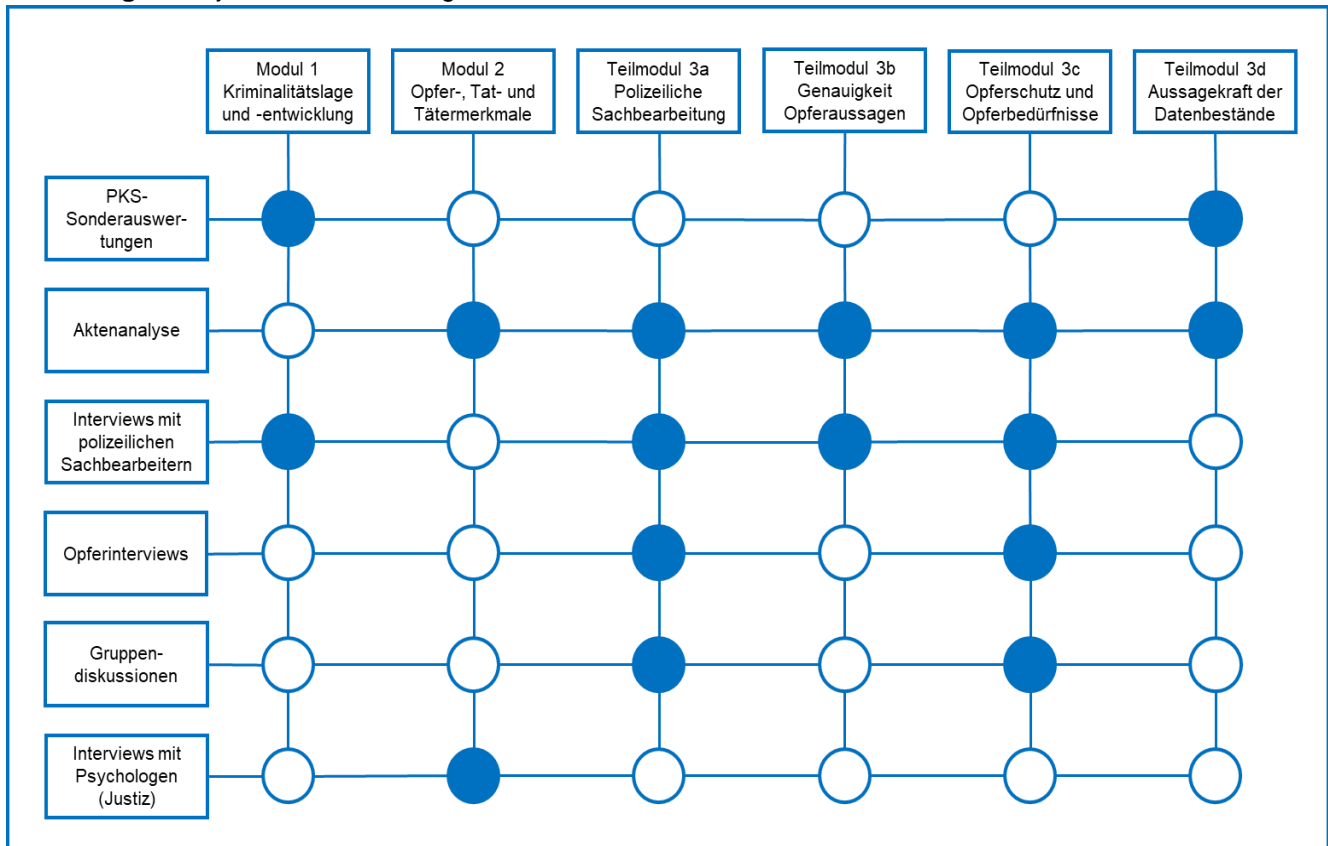 Modul 1
Kriminalitätslage
und -entwicklung
Modul 2
Opfer-, Tat- und
Tätermerkmale
Teilmodul 3a
Polizeiliche
Sachbearbeitung
Teilmodul 3b
Genauigkeit
Opferaussagen
Teilmodul 3c
Opferschutz und
Opferbedürfnisse
Teilmodul 3d
Aussagekraft der
Datenbestände
PKS-
Sonderauswer-
tungen
Aktenanalyse
Interviews mit
polizeilichen
Sachbearbeitern
Opferinterviews
Gruppen-
diskussionen
Interviews mit
Psychologen
(Justiz)